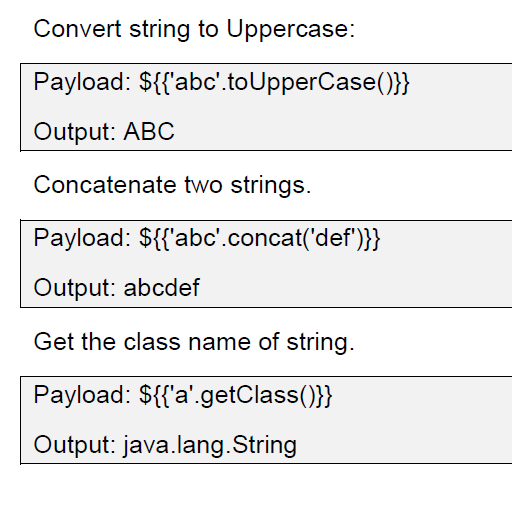 Convert string to Uppercase:
Payload: ${{'abc'.toUpperCase()}}
Output: ABC
Concatenate two strings.
Payload: ${{'abc'.concat('def')}}
Output: abcdef
Get the class name of string.
Payload: ${{'a'.getClass()}}
Output: java.lang.String